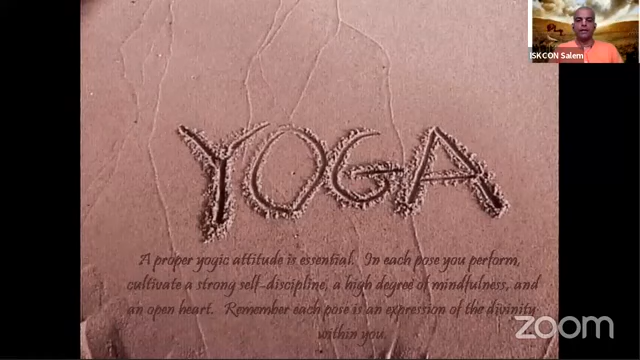 ISKCON Salem
YOGA
A proper yogic attitude is essential. In each pose you perform,
cultivate a strong self-discipline, a high degree of mindfulness, and
an open heart. Remember each pose is an expression of the divinity
within you.
zoom